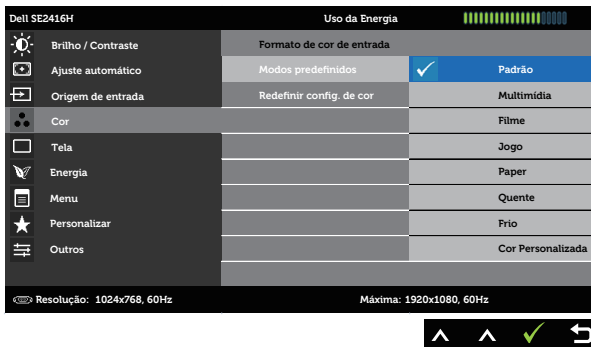 Dell SE2416H Uso da Energia
Brilho / Contraste Formato de cor de entrada
Ajuste automático Modos predefinidos Padrão
Origem de entrada Redefinir config. de cor Multimídia
Cor Filme
Tela Jogo
Energia Paper
Menu Quente
Personalizar Frio
Outros Cor Personalizada
Resolução: 1024x768, 60Hz Máxima: 1920x1080, 60Hz